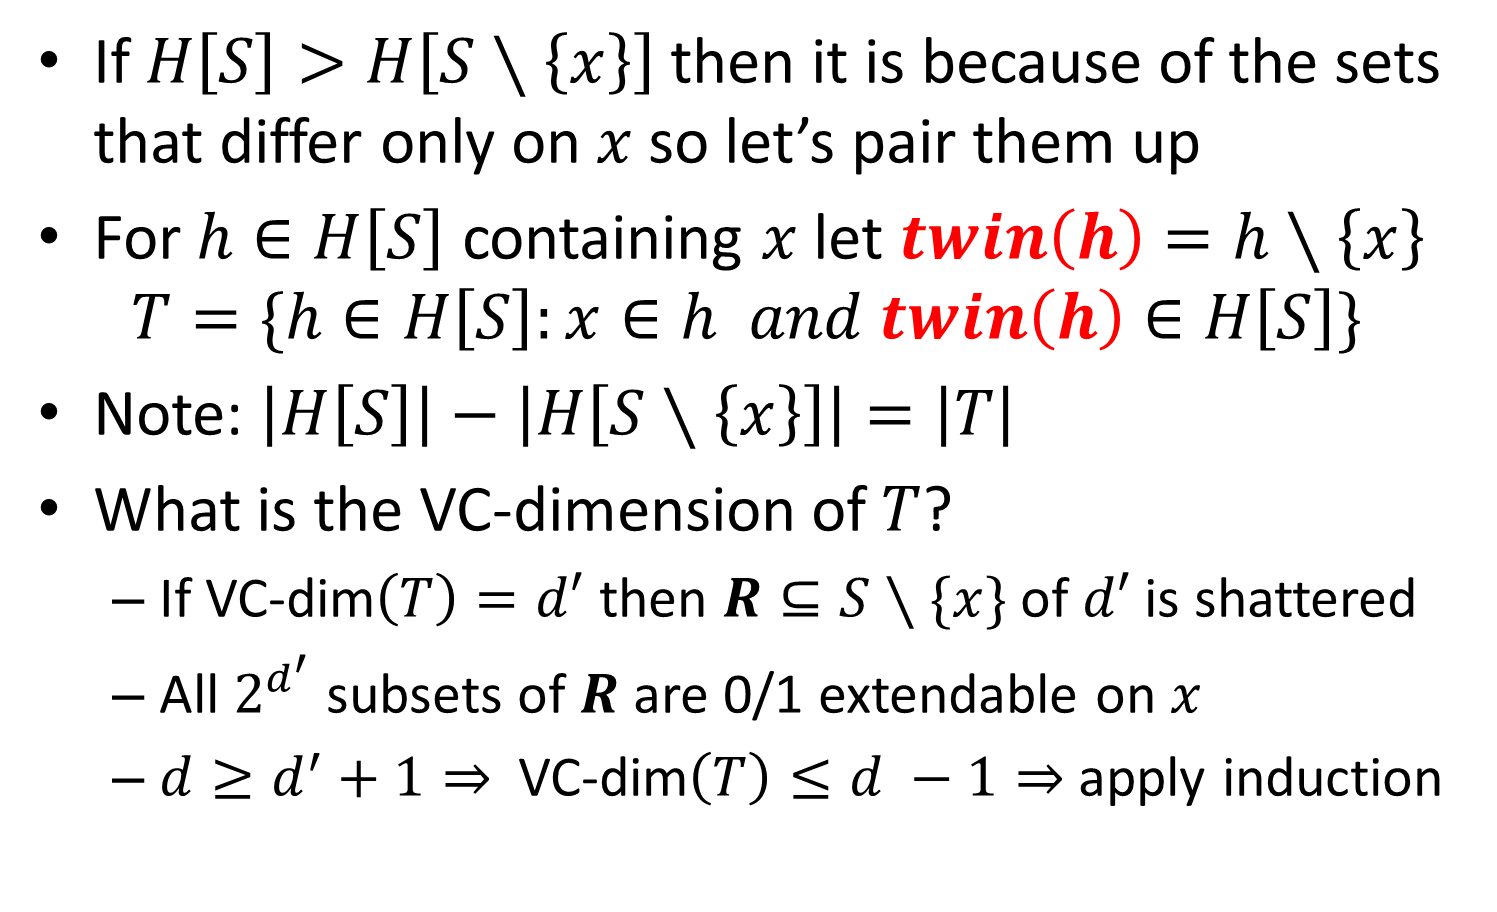 • If 𝐻[𝑆] > 𝐻[𝑆 ∖ {𝑥}] then it is because of the sets
that differ only on 𝑥 so let’s pair them up
• For ℎ ∈ 𝐻[𝑆] containing 𝑥 let 𝒕𝒘𝒊𝒏(𝒉) = ℎ ∖ {𝑥}
𝑇 = {ℎ ∈ 𝐻[𝑆]: 𝑥 ∈ ℎ 𝑎𝑛𝑑 𝒕𝒘𝒊𝒏(𝒉) ∈ 𝐻[𝑆]}
• Note: |𝐻[𝑆]| − |𝐻[𝑆 ∖ {𝑥}]| = |𝑇|
• What is the VC-dimension of 𝑇?
– If VC-dim(𝑇) = 𝑑′ then 𝑹 ⊆ 𝑆 ∖ {𝑥} of 𝑑′ is shattered
– All 2^{𝑑′} subsets of 𝑹 are 0/1 extendable on 𝑥
– 𝑑 ≥ 𝑑′ + 1 ⇒ VC-dim(𝑇) ≤ 𝑑 − 1 ⇒ apply induction